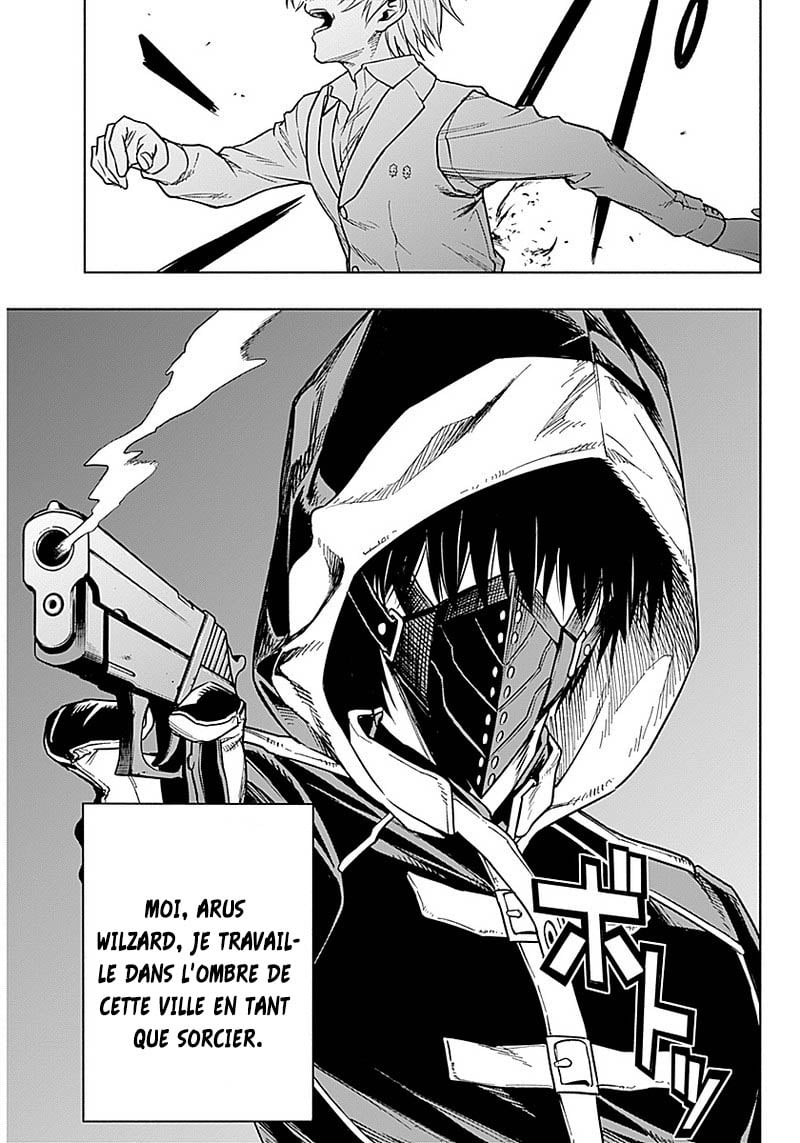 MOI, ARUS
WILZARD, JE TRAVAIL-
LE DANS L'OMBRE DE
CETTE VILLE EN TANT
QUE SORCIER.
ボトッ